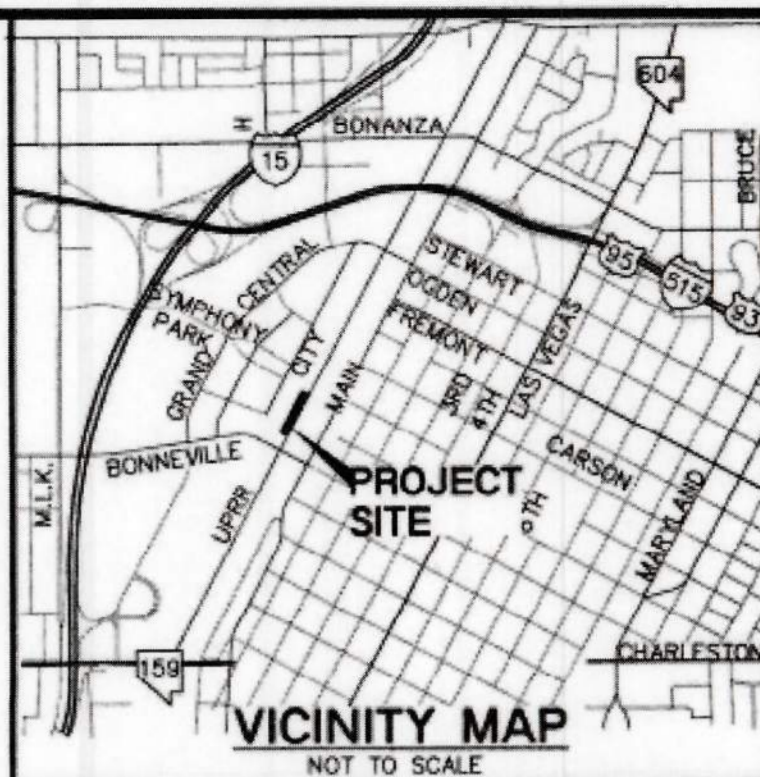 604
H
BONANZA
15
BRUCE
STEWART
95
515
93
CENTRAL
OGDEN
SYMPHONY
PARK
FREMONT
GRAND
CITY
MAIN
LAS VEGAS
3RD
4TH
CARSON
BONNEVILLE
PROJECT
SITE
M.L.K.
UPRR
TH
MARYLAND
159
CHARLESTON
VICINITY MAP
NOT TO SCALE